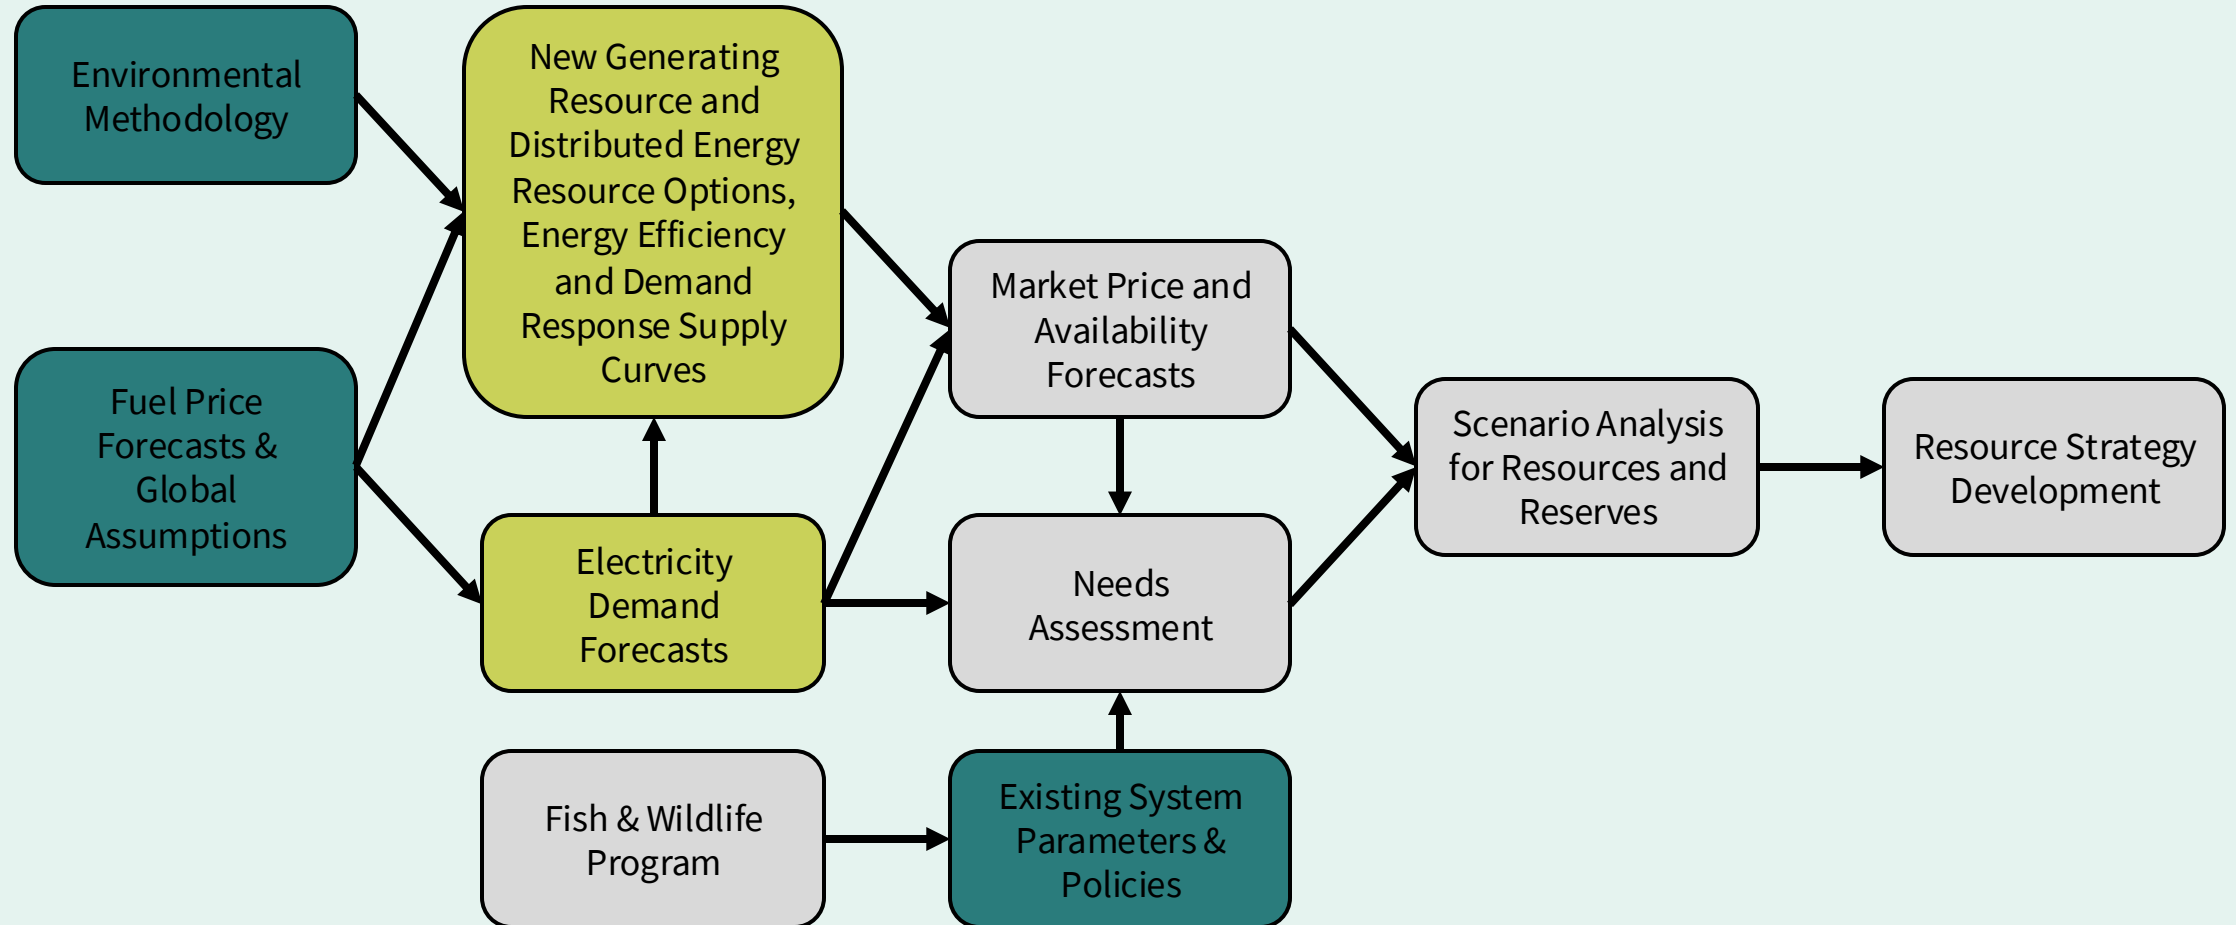 Environmental
Methodology
New Generating
Resource and
Distributed Energy
Resource Options,
Energy Efficiency
and Demand
Response Supply
Curves
Fuel Price
Forecasts &
Global
Assumptions
Electricity
Demand
Forecasts
Market Price and
Availability
Forecasts
Needs
Assessment
Scenario Analysis
for Resources and
Reserves
Resource Strategy
Development
Fish & Wildlife
Program
Existing System
Parameters &
Policies